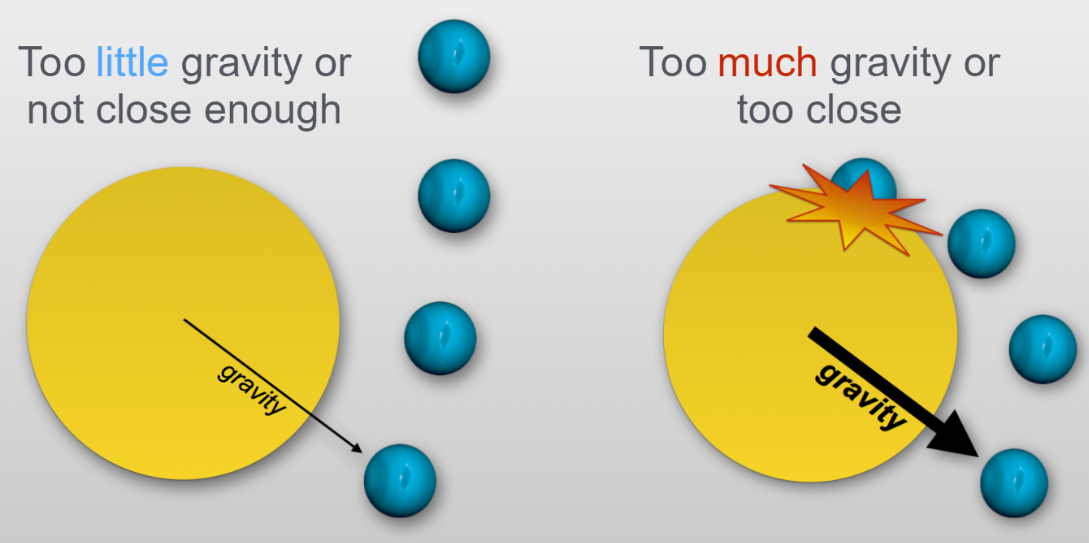 Too little gravity or
not close enough
gravity
Too much gravity or
too close
gravity